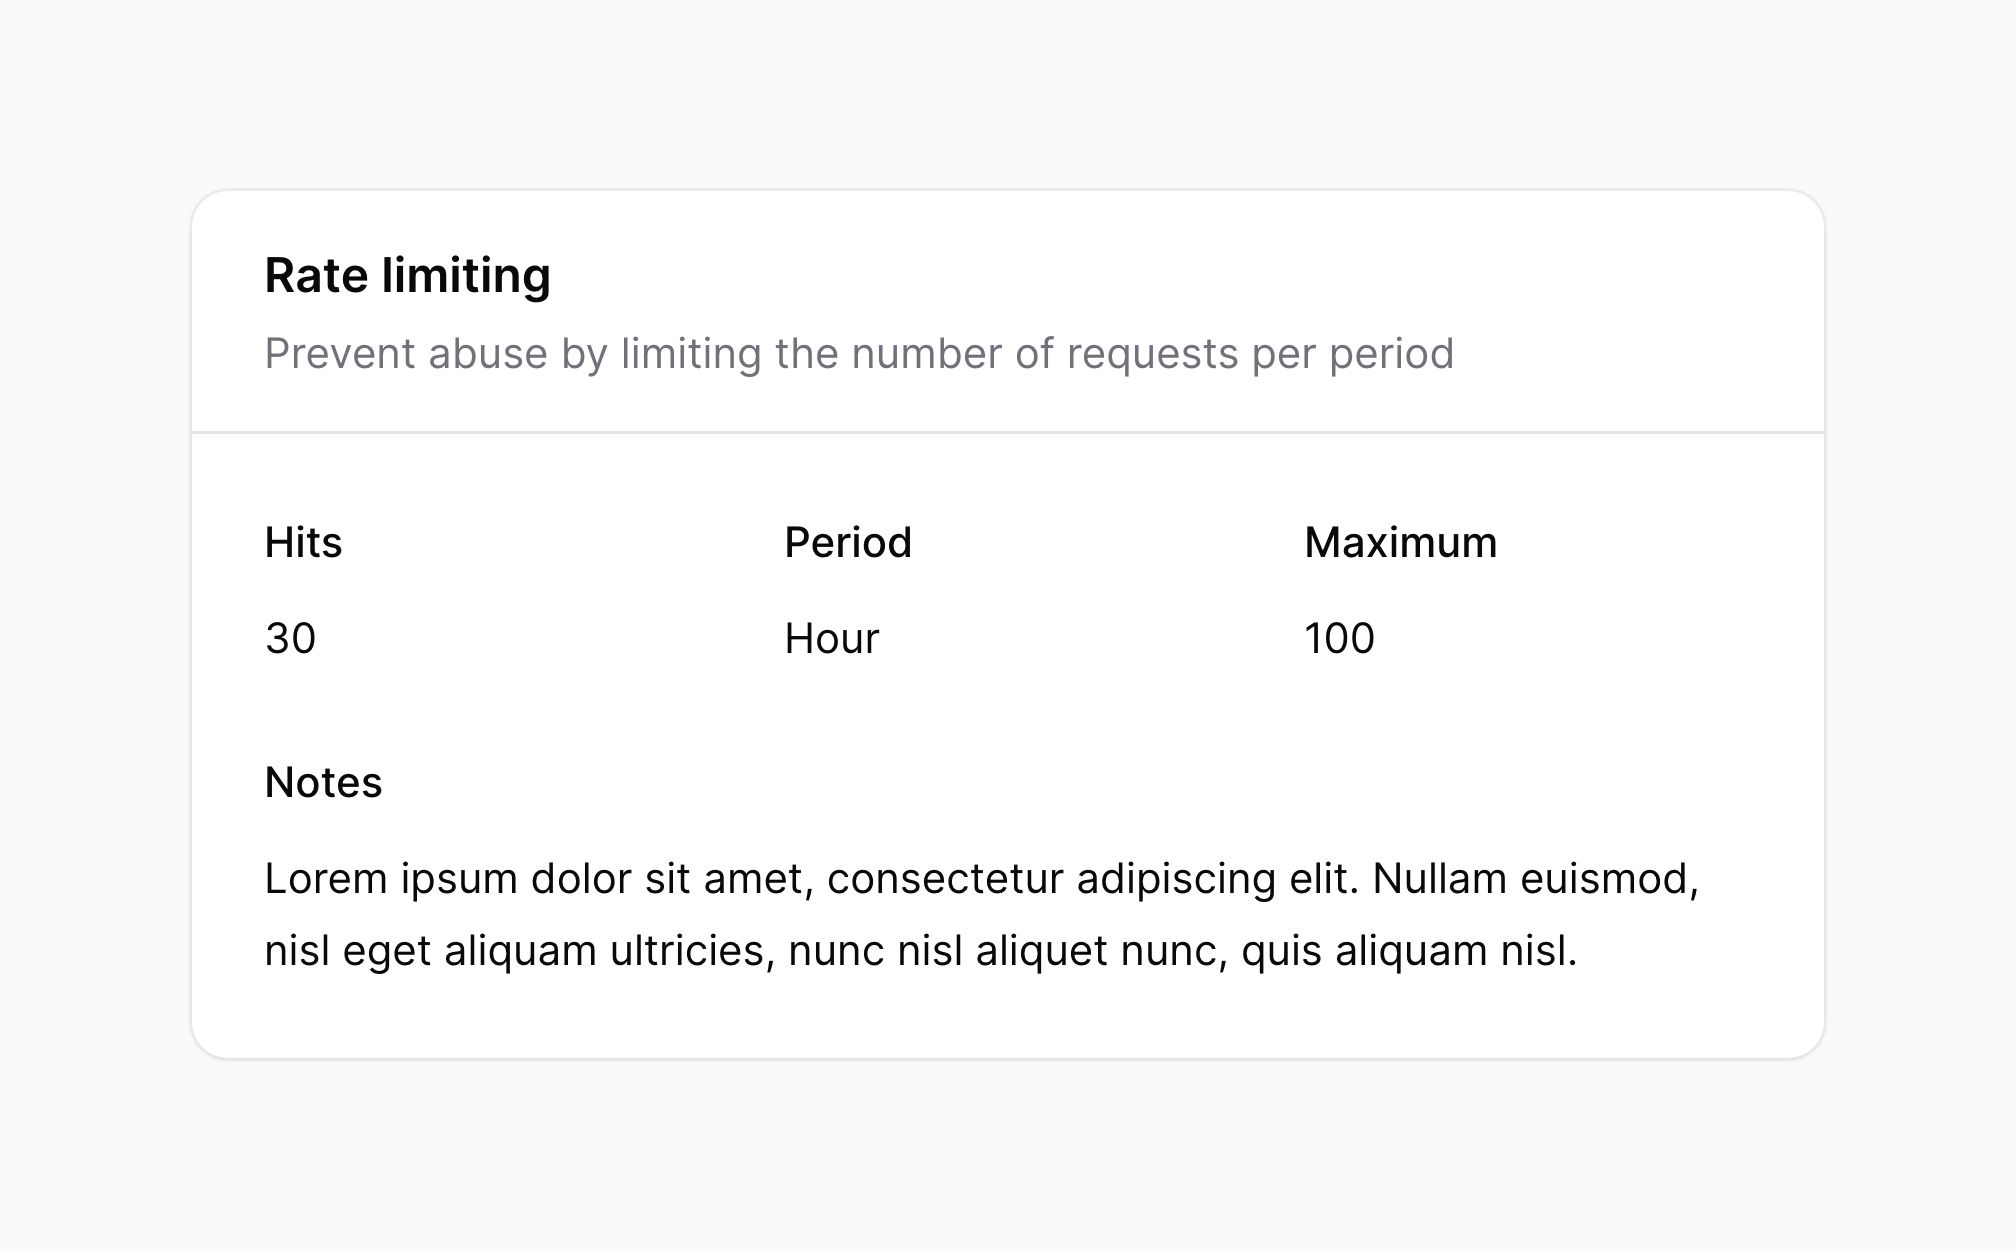 Rate limiting
Prevent abuse by limiting the number of requests per period
Hits
Period
Maximum
30
Hour
100
Notes
Lorem ipsum dolor sit amet, consectetur adipiscing elit. Nullam euismod,
nisl eget aliquam ultricies, nunc nisl aliquet nunc, quis aliquam nisl.